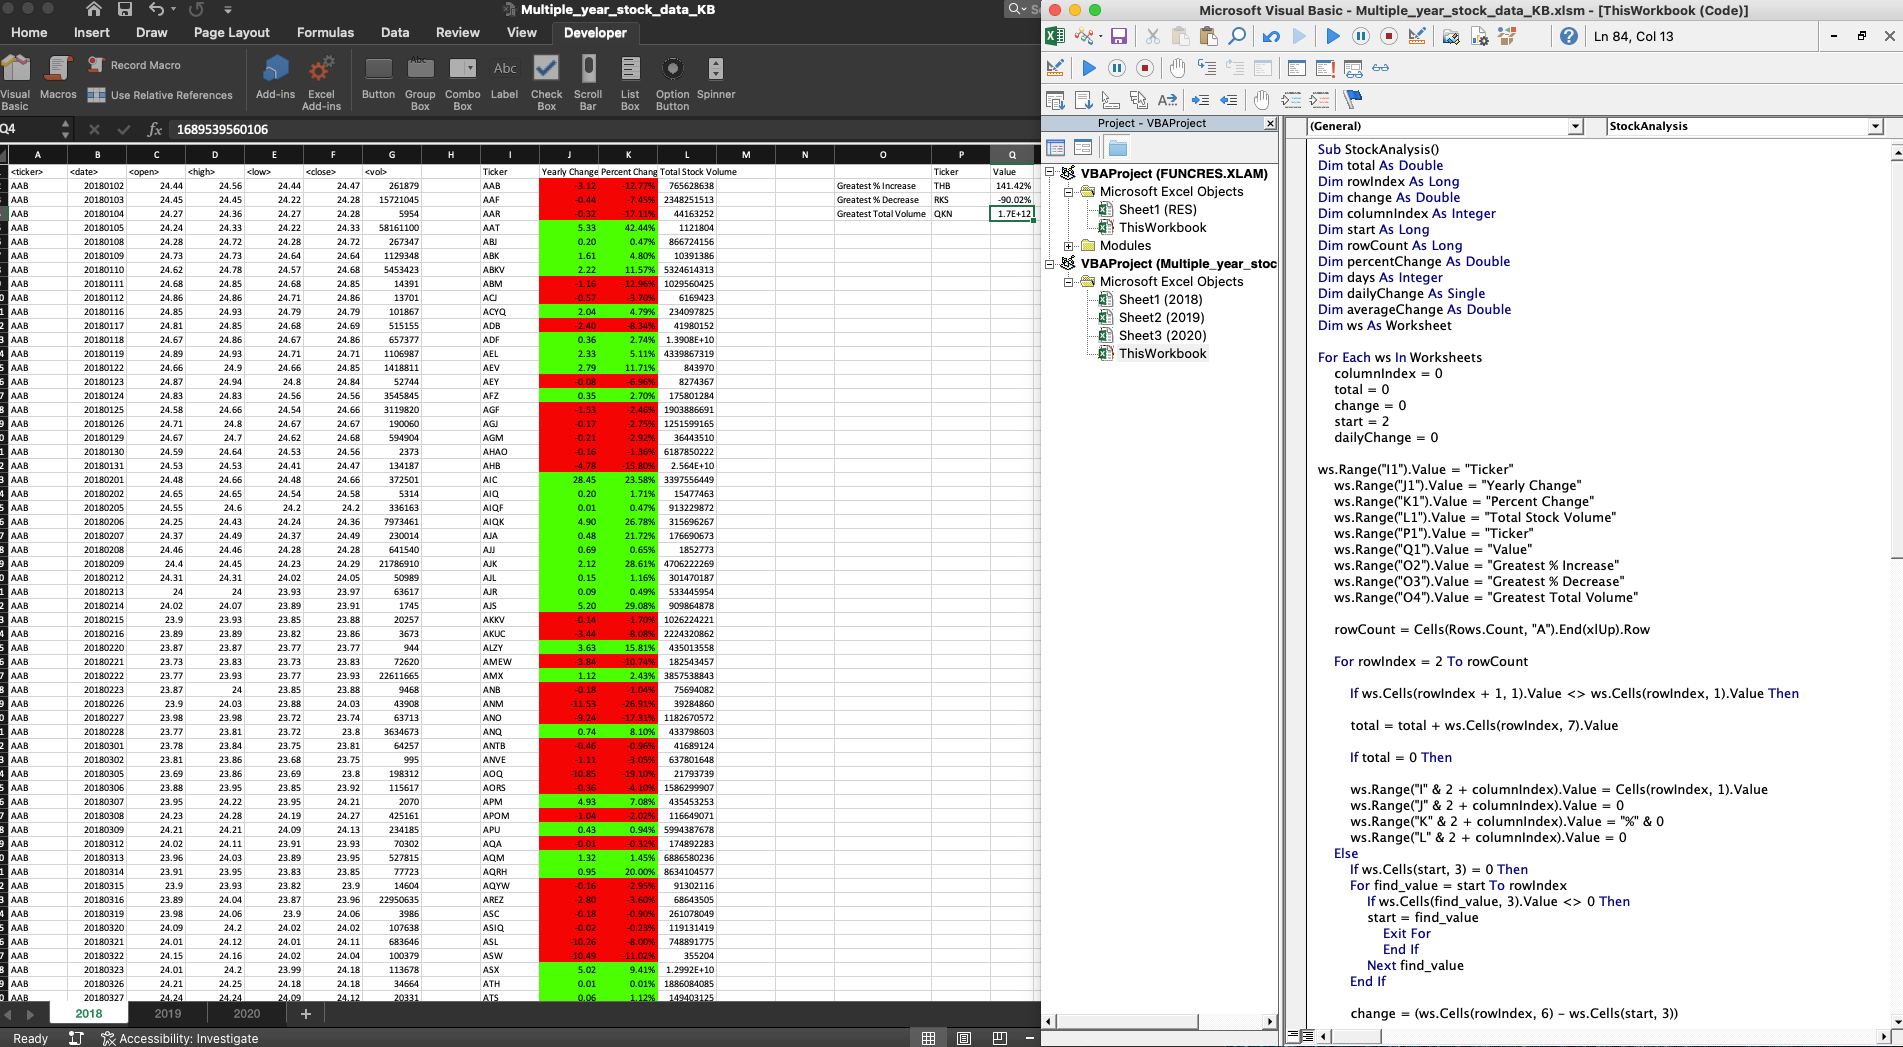 Multiple_year_stock_data_KB
Home Insert Draw Page Layout Formulas Data Review View Developer
Visual Basic Macros Record Macro Use Relative References Add-ins Excel Add-ins Button Group Box Combo Box Label Check Box Scroll Bar List Box Option Button Spinner
Q4 fx 1689539560106
A B C D E F G H I J K L M N O P Q
<ticker> <date> <open> <high> <low> <close> <vol> Ticker Yearly Change Percent Chang Total Stock Volume Ticker Value
AAB 20180102 24.44 24.56 24.44 24.47 261879 AAB -3.12 -12.77% 765628638 Greatest % Increase THB 141.42%
AAB 20180103 24.45 24.45 24.22 24.28 15721045 AAF -0.44 -7.45% 2348251513 Greatest % Decrease RKS -90.02%
AAB 20180104 24.27 24.36 24.27 24.28 5954 AAR -0.32 -17.11% 44163252 Greatest Total Volume QKN 1.7E+12
AAB 20180105 24.24 24.33 24.22 24.33 58161100 AAT 5.33 42.44% 1121804
AAB 20180108 24.28 24.72 24.28 24.72 267347 ABJ 0.20 0.47% 866724156
AAB 20180109 24.73 24.73 24.64 24.64 1129348 ABK 1.61 4.80% 10391386
AAB 20180110 24.62 24.78 24.57 24.68 5453423 ABKV 2.22 11.57% 5324614313
AAB 20180111 24.68 24.85 24.68 24.85 14391 ABM -1.16 -12.96% 1029560425
AAB 20180112 24.86 24.86 24.71 24.86 13701 ACJ -0.57 -3.70% 6169423
AAB 20180116 24.85 24.93 24.79 24.79 101867 ACYQ 2.04 4.79% 234097825
AAB 20180117 24.81 24.85 24.68 24.69 515155 ADB -2.40 -8.34% 41980152
AAB 20180118 24.67 24.86 24.67 24.86 657377 ADF 0.36 2.74% 1.3908E+10
AAB 20180119 24.89 24.93 24.71 24.71 1106987 AEL 2.33 5.11% 4339867319
AAB 20180122 24.66 24.9 24.66 24.85 1418811 AEV 2.79 11.71% 843970
AAB 20180123 24.87 24.94 24.8 24.84 52744 AEY -0.08 -6.96% 8274367
AAB 20180124 24.83 24.83 24.56 24.56 3545845 AFZ 0.35 2.70% 175801284
AAB 20180125 24.58 24.66 24.54 24.66 3119820 AGF -1.53 -2.46% 1903886691
AAB 20180126 24.71 24.8 24.67 24.67 190060 AGJ -0.17 -2.75% 1251599165
AAB 20180129 24.67 24.7 24.62 24.68 594904 AGM -0.21 -2.92% 36443510
AAB 20180130 24.59 24.64 24.53 24.56 2373 AHAO -0.16 -1.36% 6187850222
AAB 20180131 24.53 24.53 24.41 24.47 134187 AHB -4.78 -15.80% 2.564E+10
AAB 20180201 24.48 24.66 24.48 24.66 372501 AIC 28.45 23.58% 3397556449
AAB 20180202 24.65 24.65 24.54 24.58 5314 AIQ 0.20 1.71% 15477463
AAB 20180205 24.55 24.6 24.2 24.2 336163 AIQF 0.01 0.47% 913229872
AAB 20180206 24.25 24.43 24.24 24.36 7973461 AIQK 4.90 26.78% 315696267
AAB 20180207 24.37 24.49 24.37 24.49 230014 AJA 0.48 21.72% 176690673
AAB 20180208 24.46 24.46 24.28 24.28 641540 AJJ 0.69 0.65% 1852773
AAB 20180209 24.4 24.45 24.23 24.29 21786910 AJK 2.12 28.61% 4706222269
AAB 20180212 24.31 24.31 24.02 24.05 50989 AJL 0.15 1.16% 301470187
AAB 20180213 24 24 23.93 23.97 63617 AJR 0.09 0.49% 533445954
AAB 20180214 24.02 24.07 23.89 23.91 1745 AJS 5.20 29.08% 909864878
AAB 20180215 23.9 23.93 23.85 23.88 20257 AKKV -0.14 -1.70% 1026224221
AAB 20180216 23.89 23.89 23.82 23.86 3673 AKUC -3.44 -8.08% 2224320862
AAB 20180220 23.87 23.87 23.77 23.77 944 ALZY 3.63 15.81% 435013558
AAB 20180221 23.73 23.83 23.73 23.83 72620 AMEW -3.84 -10.74% 182543457
AAB 20180222 23.77 23.93 23.77 23.93 22611665 AMX 1.12 2.43% 3857538843
AAB 20180223 23.87 24 23.85 23.88 9468 ANB -0.18 -1.04% 75694082
AAB 20180226 23.9 24.03 23.88 24.03 43908 ANM -11.53 -26.91% 39284860
AAB 20180227 23.98 23.98 23.72 23.74 63713 ANO -9.24 -17.31% 1182670572
AAB 20180228 23.77 23.81 23.72 23.8 3634673 ANQ 0.74 8.10% 433798603
AAB 20180301 23.78 23.84 23.75 23.81 64257 ANTB -0.46 -0.96% 41689124
AAB 20180302 23.81 23.86 23.68 23.75 995 ANVE -1.11 -3.05% 637801648
AAB 20180305 23.69 23.86 23.69 23.8 198312 AOQ -10.85 -19.10% 21793739
AAB 20180306 23.88 23.95 23.85 23.92 115617 AORS -0.36 -4.10% 1586299907
AAB 20180307 23.95 24.22 23.95 24.21 2070 APM 4.93 7.08% 435453253
AAB 20180308 24.23 24.28 24.19 24.27 425161 APOM -1.04 -2.02% 116649071
AAB 20180309 24.21 24.21 24.09 24.13 234185 APU 0.43 0.94% 5994387678
AAB 20180312 24.02 24.11 23.91 23.93 70302 AQA -0.01 -0.32% 174892283
AAB 20180313 23.96 24.03 23.89 23.95 527815 AQM 1.32 1.45% 6886580236
AAB 20180314 23.91 23.95 23.83 23.85 77723 AQRH 0.95 20.00% 8634104577
AAB 20180315 23.9 23.93 23.82 23.9 14604 AQYW -0.16 -2.95% 91302116
AAB 20180316 23.89 24.04 23.87 23.96 22950635 AREZ -2.80 -3.60% 68643505
AAB 20180319 23.98 24.06 23.9 24.06 3986 ASC -0.18 -0.90% 261078049
AAB 20180320 24.09 24.2 24.02 24.02 107638 ASIQ -0.02 -0.23% 119131419
AAB 20180321 24.01 24.12 24.01 24.11 683646 ASL -10.26 -8.00% 748891775
AAB 20180322 24.15 24.16 24.02 24.04 100379 ASW -10.49 -11.02% 355204
AAB 20180323 24.01 24.2 23.99 24.18 113678 ASX 5.02 9.41% 1.2992E+10
AAB 20180326 24.21 24.25 24.18 24.18 34664 ATH 0.01 0.01% 1886084085
AAB 20180327 24.24 24.24 24.09 24.12 20331 ATS 0.06 1.12% 149403125
2018 2019 2020 +
Ready Accessibility: Investigate
Microsoft Visual Basic - Multiple_year_stock_data_KB.xlsm - [ThisWorkbook (Code)]
Ln 84, Col 13
Project - VBAProject
VBAProject (FUNCRES.XLAM)
Microsoft Excel Objects
Sheet1 (RES)
ThisWorkbook
Modules
VBAProject (Multiple_year_stoc
Microsoft Excel Objects
Sheet1 (2018)
Sheet2 (2019)
Sheet3 (2020)
ThisWorkbook
(General) StockAnalysis
Sub StockAnalysis()
Dim total As Double
Dim rowIndex As Long
Dim change As Double
Dim columnIndex As Integer
Dim start As Long
Dim rowCount As Long
Dim percentChange As Double
Dim days As Integer
Dim dailyChange As Single
Dim averageChange As Double
Dim ws As Worksheet
For Each ws In Worksheets
columnIndex = 0
total = 0
change = 0
start = 2
dailyChange = 0
ws.Range("I1").Value = "Ticker"
ws.Range("J1").Value = "Yearly Change"
ws.Range("K1").Value = "Percent Change"
ws.Range("L1").Value = "Total Stock Volume"
ws.Range("P1").Value = "Ticker"
ws.Range("Q1").Value = "Value"
ws.Range("O2").Value = "Greatest % Increase"
ws.Range("O3").Value = "Greatest % Decrease"
ws.Range("O4").Value = "Greatest Total Volume"
rowCount = Cells(Rows.Count, "A").End(xlUp).Row
For rowIndex = 2 To rowCount
If ws.Cells(rowIndex + 1, 1).Value <> ws.Cells(rowIndex, 1).Value Then
total = total + ws.Cells(rowIndex, 7).Value
If total = 0 Then
ws.Range("I" & 2 + columnIndex).Value = Cells(rowIndex, 1).Value
ws.Range("J" & 2 + columnIndex).Value = 0
ws.Range("K" & 2 + columnIndex).Value = "%" & 0
ws.Range("L" & 2 + columnIndex).Value = 0
Else
If ws.Cells(start, 3) = 0 Then
For find_value = start To rowIndex
If ws.Cells(find_value, 3).Value <> 0 Then
start = find_value
Exit For
End If
Next find_value
End If
change = (ws.Cells(rowIndex, 6) - ws.Cells(start, 3))